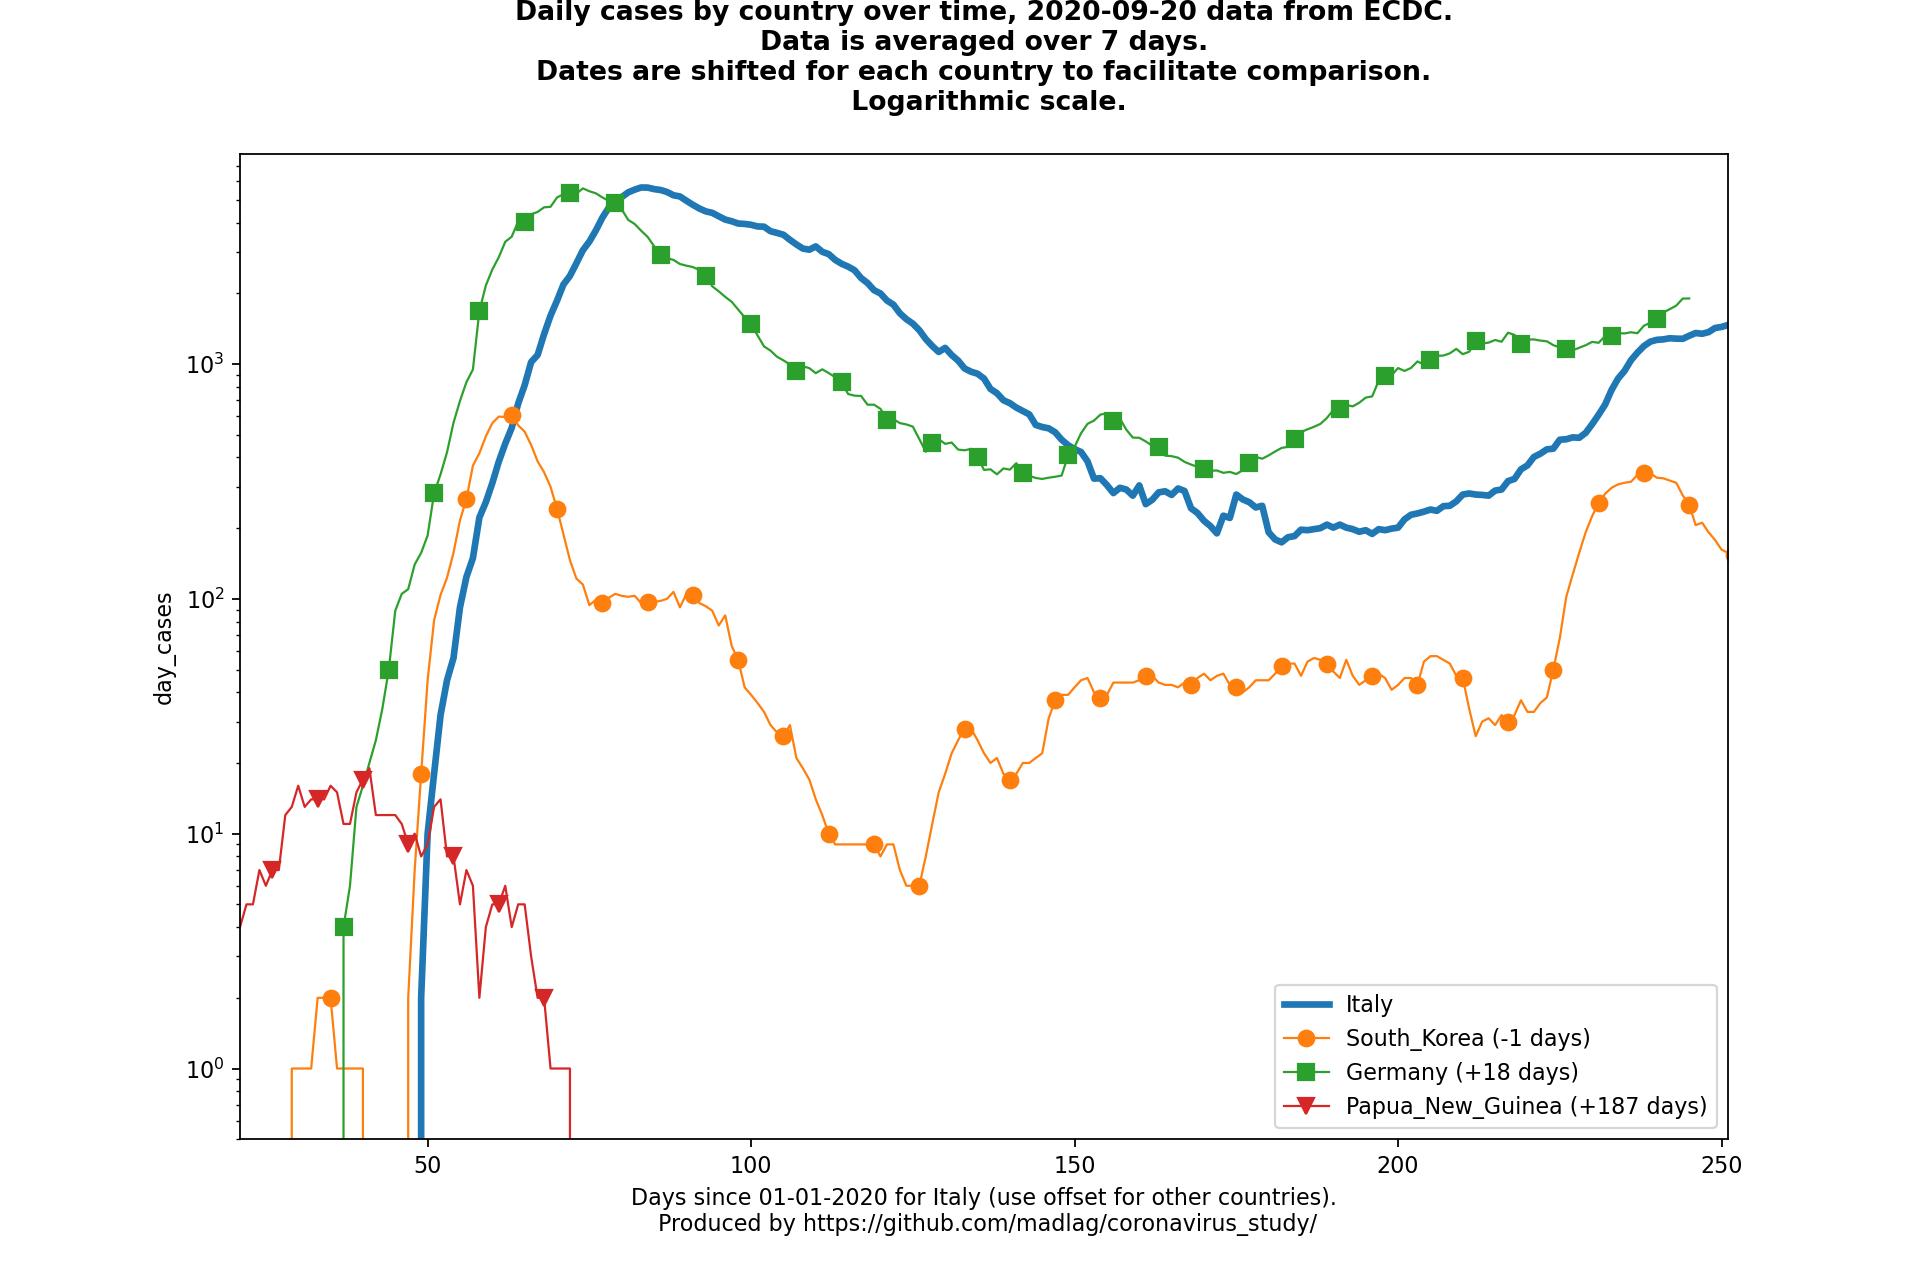 Daily cases by country over time, 2020-09-20 data from ECDC.
Data is averaged over 7 days.
Dates are shifted for each country to facilitate comparison.
Logarithmic scale.
day_cases
10³
10²
10¹
10⁰
50
100
150
200
250
Italy
South_Korea (-1 days)
Germany (+18 days)
Papua_New_Guinea (+187 days)
Days since 01-01-2020 for Italy (use offset for other countries).
Produced by https://github.com/madlag/coronavirus_study/